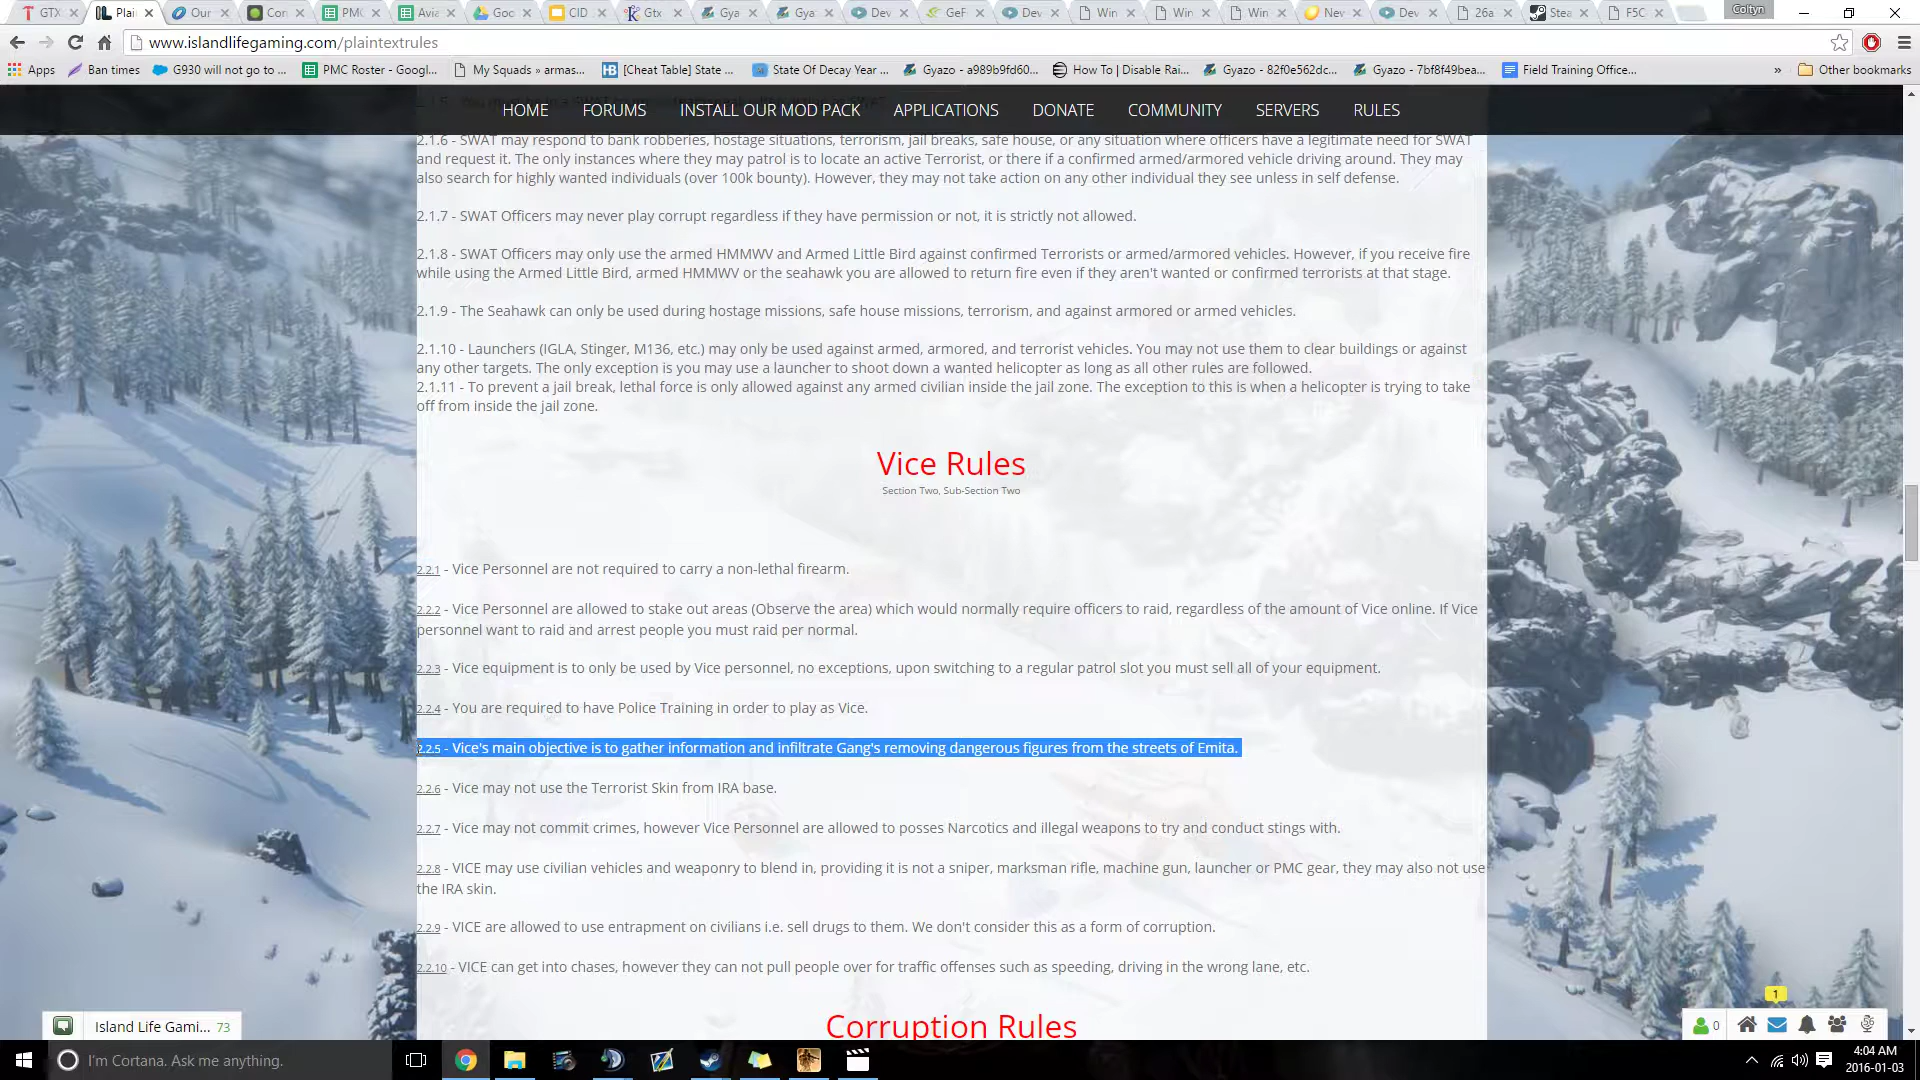 GTX
Plai
Our
Cor
PMC
Avia
Goo
CID
Gtx
Gya
Gya
Dev
GeF
Dev
Win
Win
Win
Nev
Dev
26a
Stea
F5C
Coltyn
www.islandlifegaming.com/plaintextrules
Apps
Ban times
G930 will not go to ...
PMC Roster - Googl...
My Squads » armas...
[Cheat Table] State ...
State Of Decay Year ...
Gyazo - a989b9fd60...
How To | Disable Rai...
Gyazo - 82f0e562dc...
Gyazo - 7bf8f49bea...
Field Training Office...
»
Other bookmarks
HOME FORUMS INSTALL OUR MOD PACK APPLICATIONS DONATE COMMUNITY SERVERS RULES
2.1.6 - SWAT may respond to bank robberies, hostage situations, terrorism, jail breaks, safe house, or any situation where officers have a legitimate need for SWAT
and request it. The only instances where they may patrol is to locate an active Terrorist, or there if a confirmed armed/armored vehicle driving around. They may
also search for highly wanted individuals (over 100k bounty). However, they may not take action on any other individual they see unless in self defense.
2.1.7 - SWAT Officers may never play corrupt regardless if they have permission or not, it is strictly not allowed.
2.1.8 - SWAT Officers may only use the armed HMMWV and Armed Little Bird against confirmed Terrorists or armed/armored vehicles. However, if you receive fire
while using the Armed Little Bird, armed HMMWV or the seahawk you are allowed to return fire even if they aren't wanted or confirmed terrorists at that stage.
2.1.9 - The Seahawk can only be used during hostage missions, safe house missions, terrorism, and against armored or armed vehicles.
2.1.10 - Launchers (IGLA, Stinger, M136, etc.) may only be used against armed, armored, and terrorist vehicles. You may not use them to clear buildings or against
any other targets. The only exception is you may use a launcher to shoot down a wanted helicopter as long as all other rules are followed.
2.1.11 - To prevent a jail break, lethal force is only allowed against any armed civilian inside the jail zone. The exception to this is when a helicopter is trying to take
off from inside the jail zone.
Vice Rules
Section Two, Sub-Section Two
2.2.1 - Vice Personnel are not required to carry a non-lethal firearm.
2.2.2 - Vice Personnel are allowed to stake out areas (Observe the area) which would normally require officers to raid, regardless of the amount of Vice online. If Vice
personnel want to raid and arrest people you must raid per normal.
2.2.3 - Vice equipment is to only be used by Vice personnel, no exceptions, upon switching to a regular patrol slot you must sell all of your equipment.
2.2.4 - You are required to have Police Training in order to play as Vice.
2.2.5 - Vice's main objective is to gather information and infiltrate Gang's removing dangerous figures from the streets of Emita.
2.2.6 - Vice may not use the Terrorist Skin from IRA base.
2.2.7 - Vice may not commit crimes, however Vice Personnel are allowed to posses Narcotics and illegal weapons to try and conduct stings with.
2.2.8 - VICE may use civilian vehicles and weaponry to blend in, providing it is not a sniper, marksman rifle, machine gun, launcher or PMC gear, they may also not use
the IRA skin.
2.2.9 - VICE are allowed to use entrapment on civilians i.e. sell drugs to them. We don't consider this as a form of corruption.
2.2.10 - VICE can get into chases, however they can not pull people over for traffic offenses such as speeding, driving in the wrong lane, etc.
Corruption Rules
1
Island Life Gami... 73
0
I'm Cortana. Ask me anything.
4:04 AM
2016-01-03